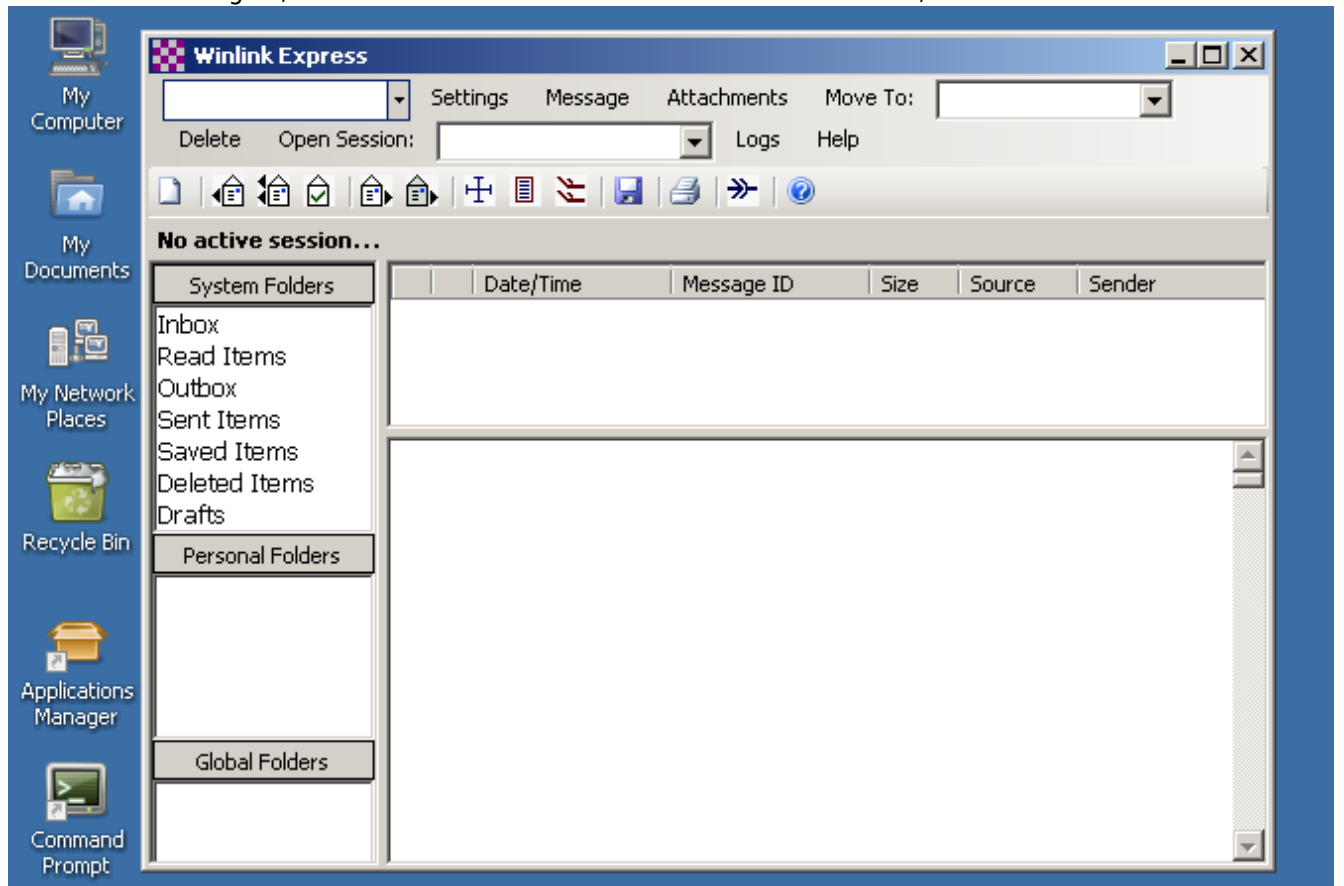 My
Computer
My
Documents
My Network
Places
Recycle Bin
Applications
Manager
Command
Prompt
Winlink Express
Settings Message Attachments Move To:
Delete Open Session: Logs Help
No active session...
System Folders
Inbox
Read Items
Outbox
Sent Items
Saved Items
Deleted Items
Drafts
Personal Folders
Global Folders
Date/Time Message ID Size Source Sender